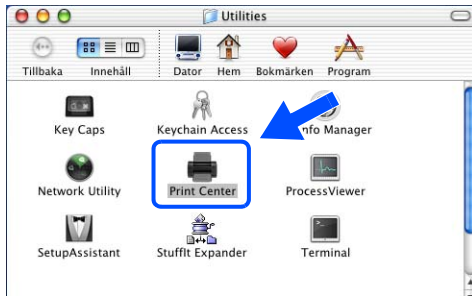 Utilities
Tillbaka Innehåll Dator Hem Bokmärken Program
Key Caps Keychain Access nfo Manager
Network Utility Print Center ProcessViewer
SetupAssistant StuffIt Expander Terminal